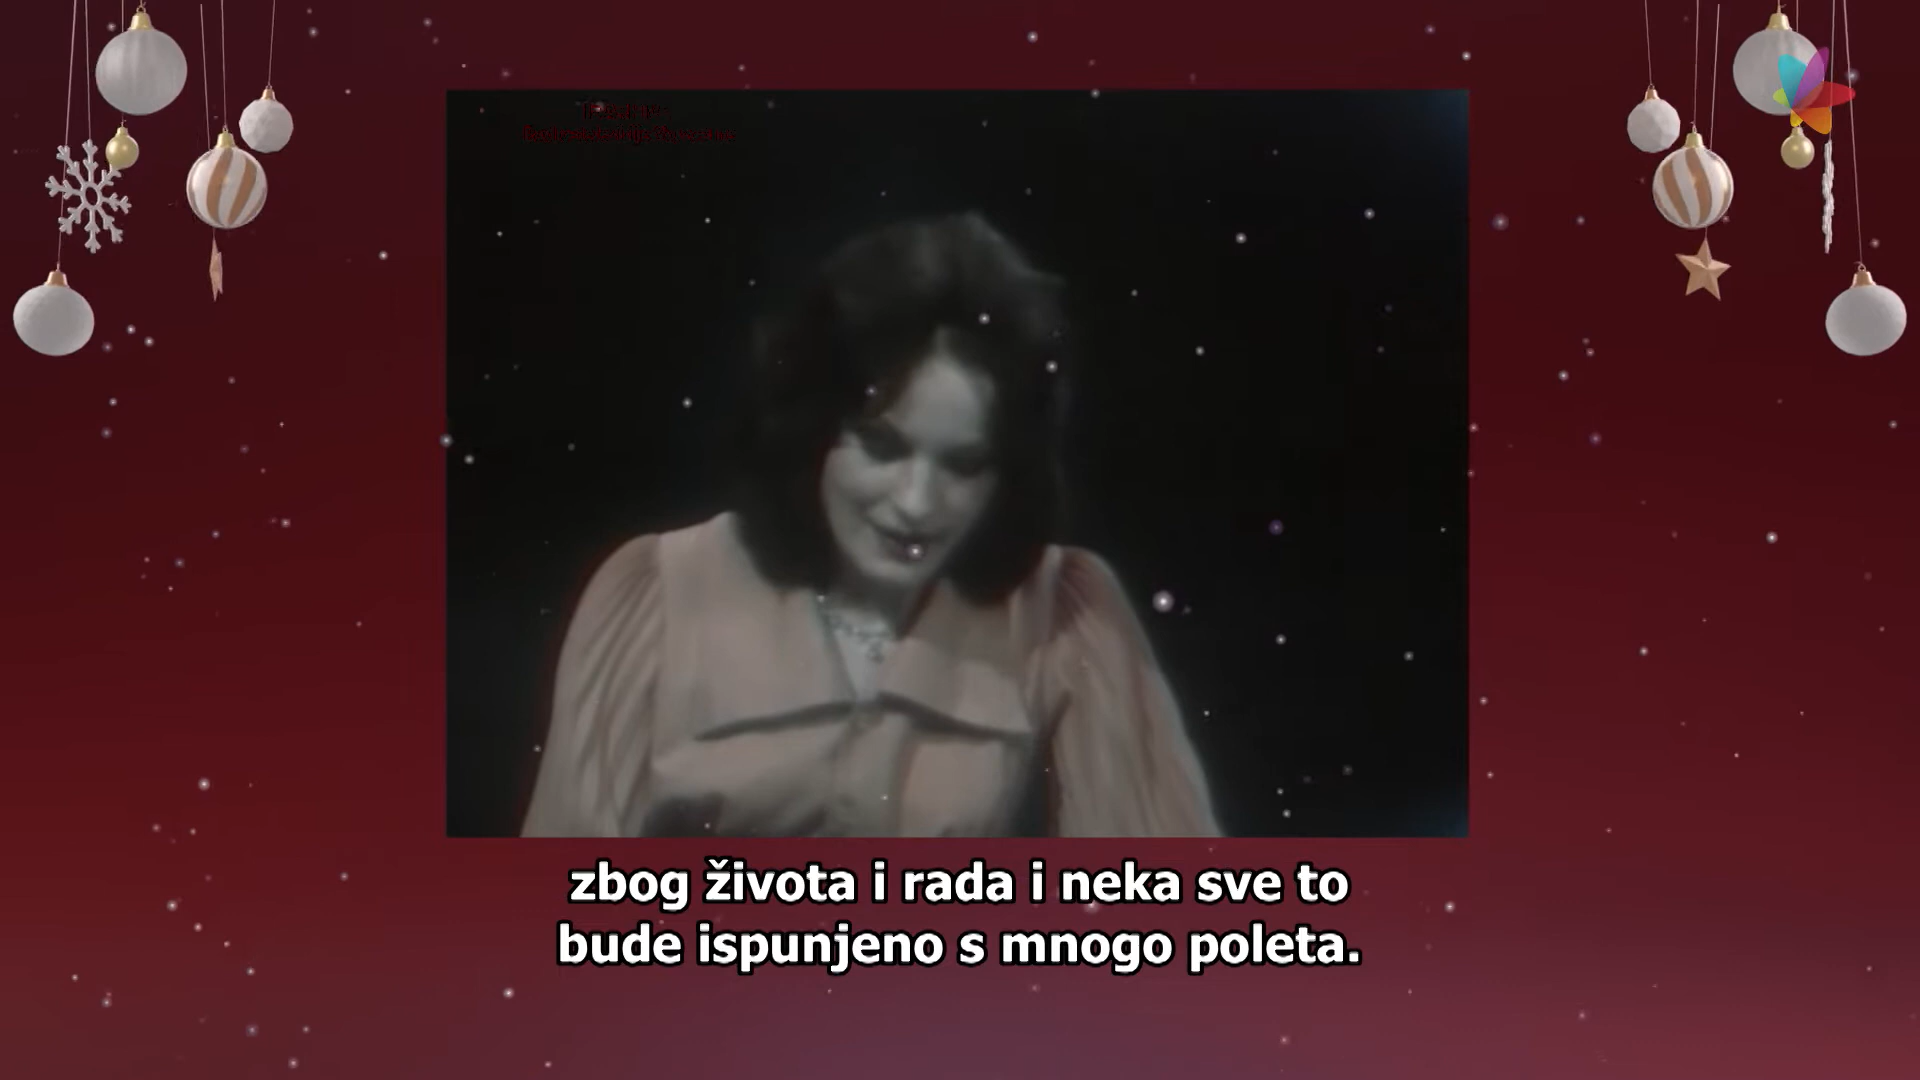 zbog života i rada i neka sve to
bude ispunjeno s mnogo poleta.